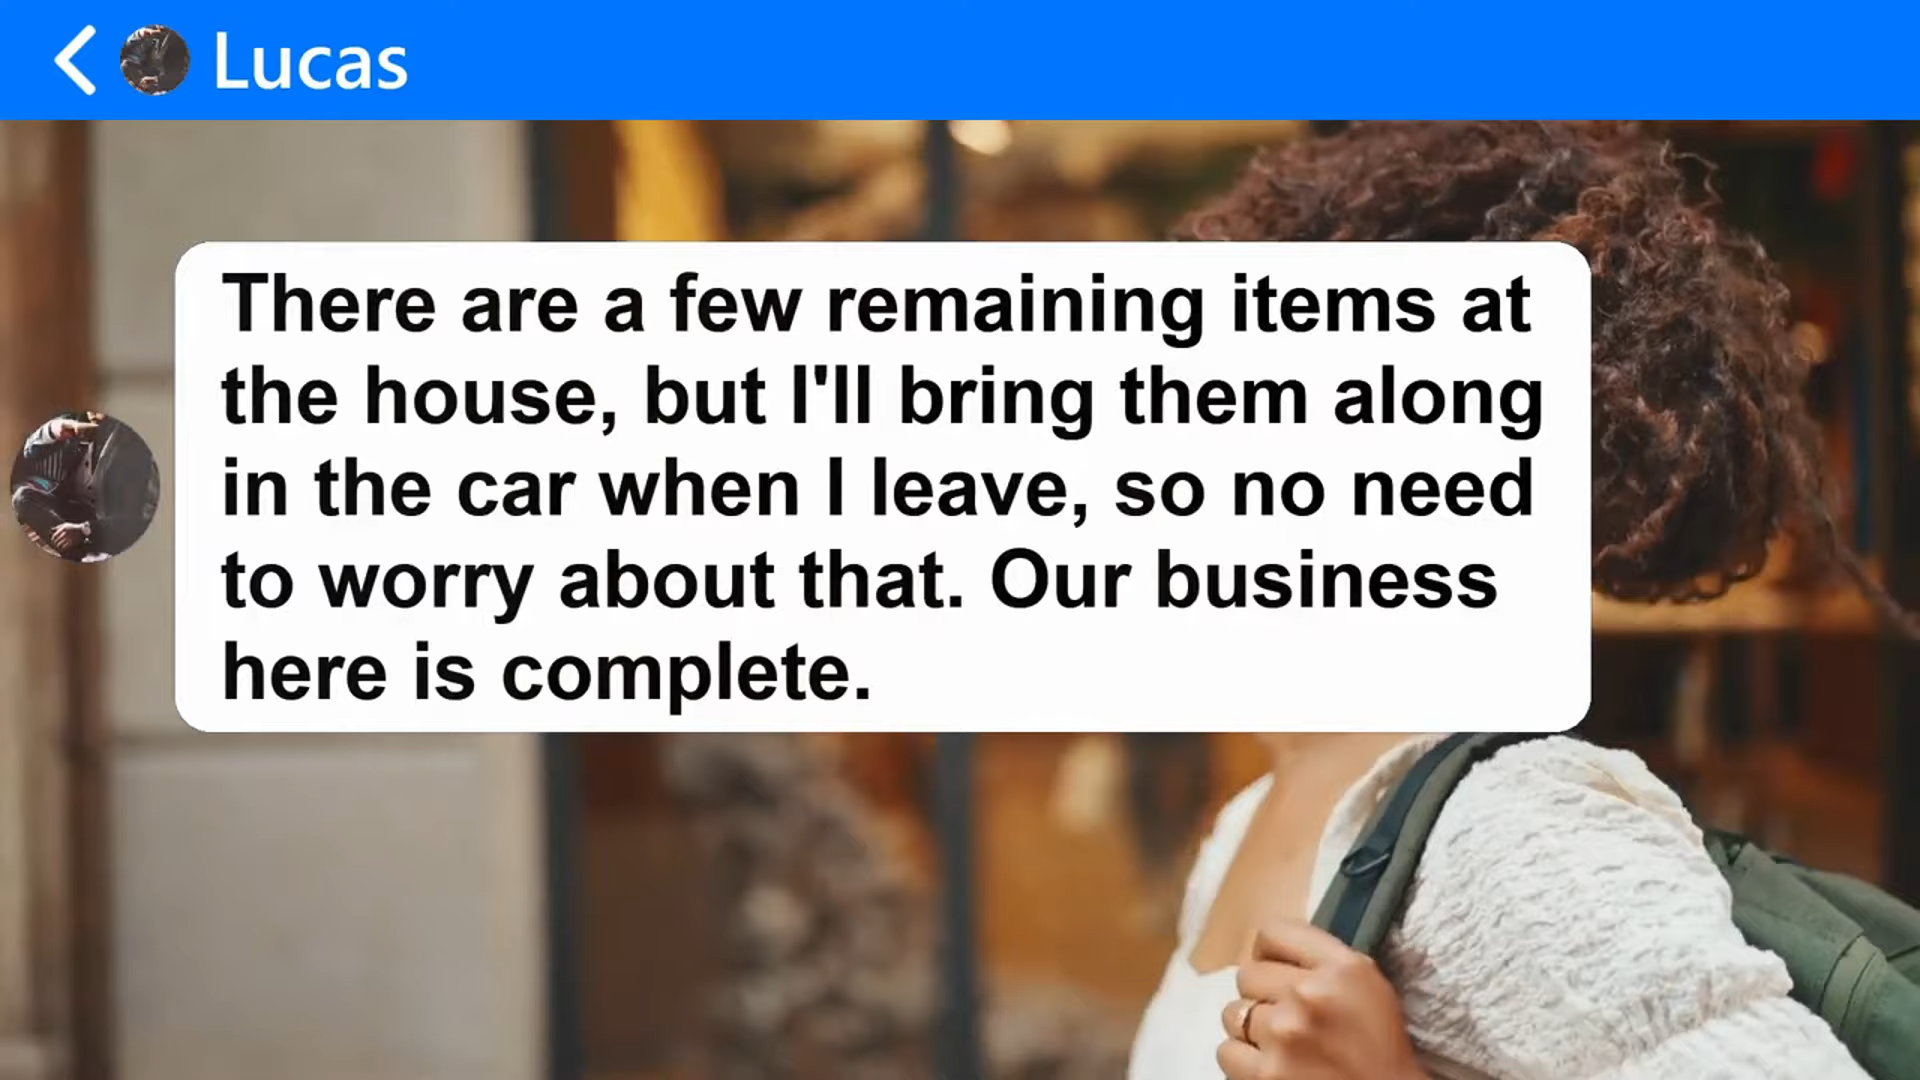 Lucas
There are a few remaining items at
the house, but I'll bring them along
in the car when I leave, so no need
to worry about that. Our business
here is complete.